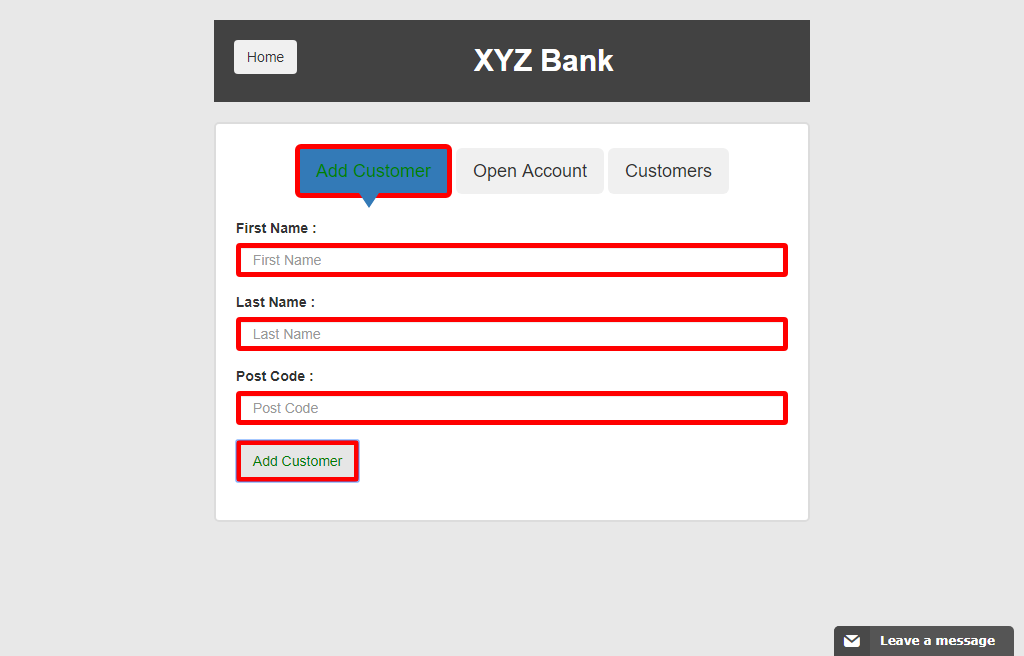 Home
XYZ Bank
Add Customer
Open Account
Customers
First Name :
First Name
Last Name :
Last Name
Post Code :
Post Code
Add Customer
Leave a message